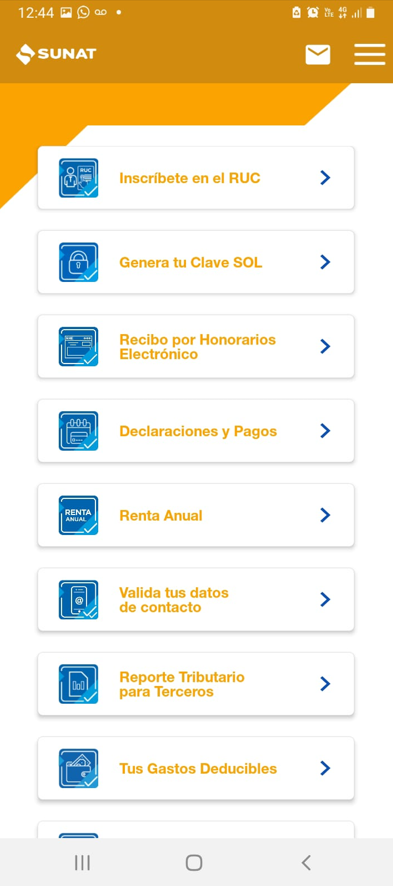 12:44
SUNAT
Inscríbete en el RUC
Genera tu Clave SOL
Recibo por Honorarios
Electrónico
Declaraciones y Pagos
RENTA
ANUAL
Renta Anual
Valida tus datos
de contacto
Reporte Tributario
para Terceros
Tus Gastos Deducibles